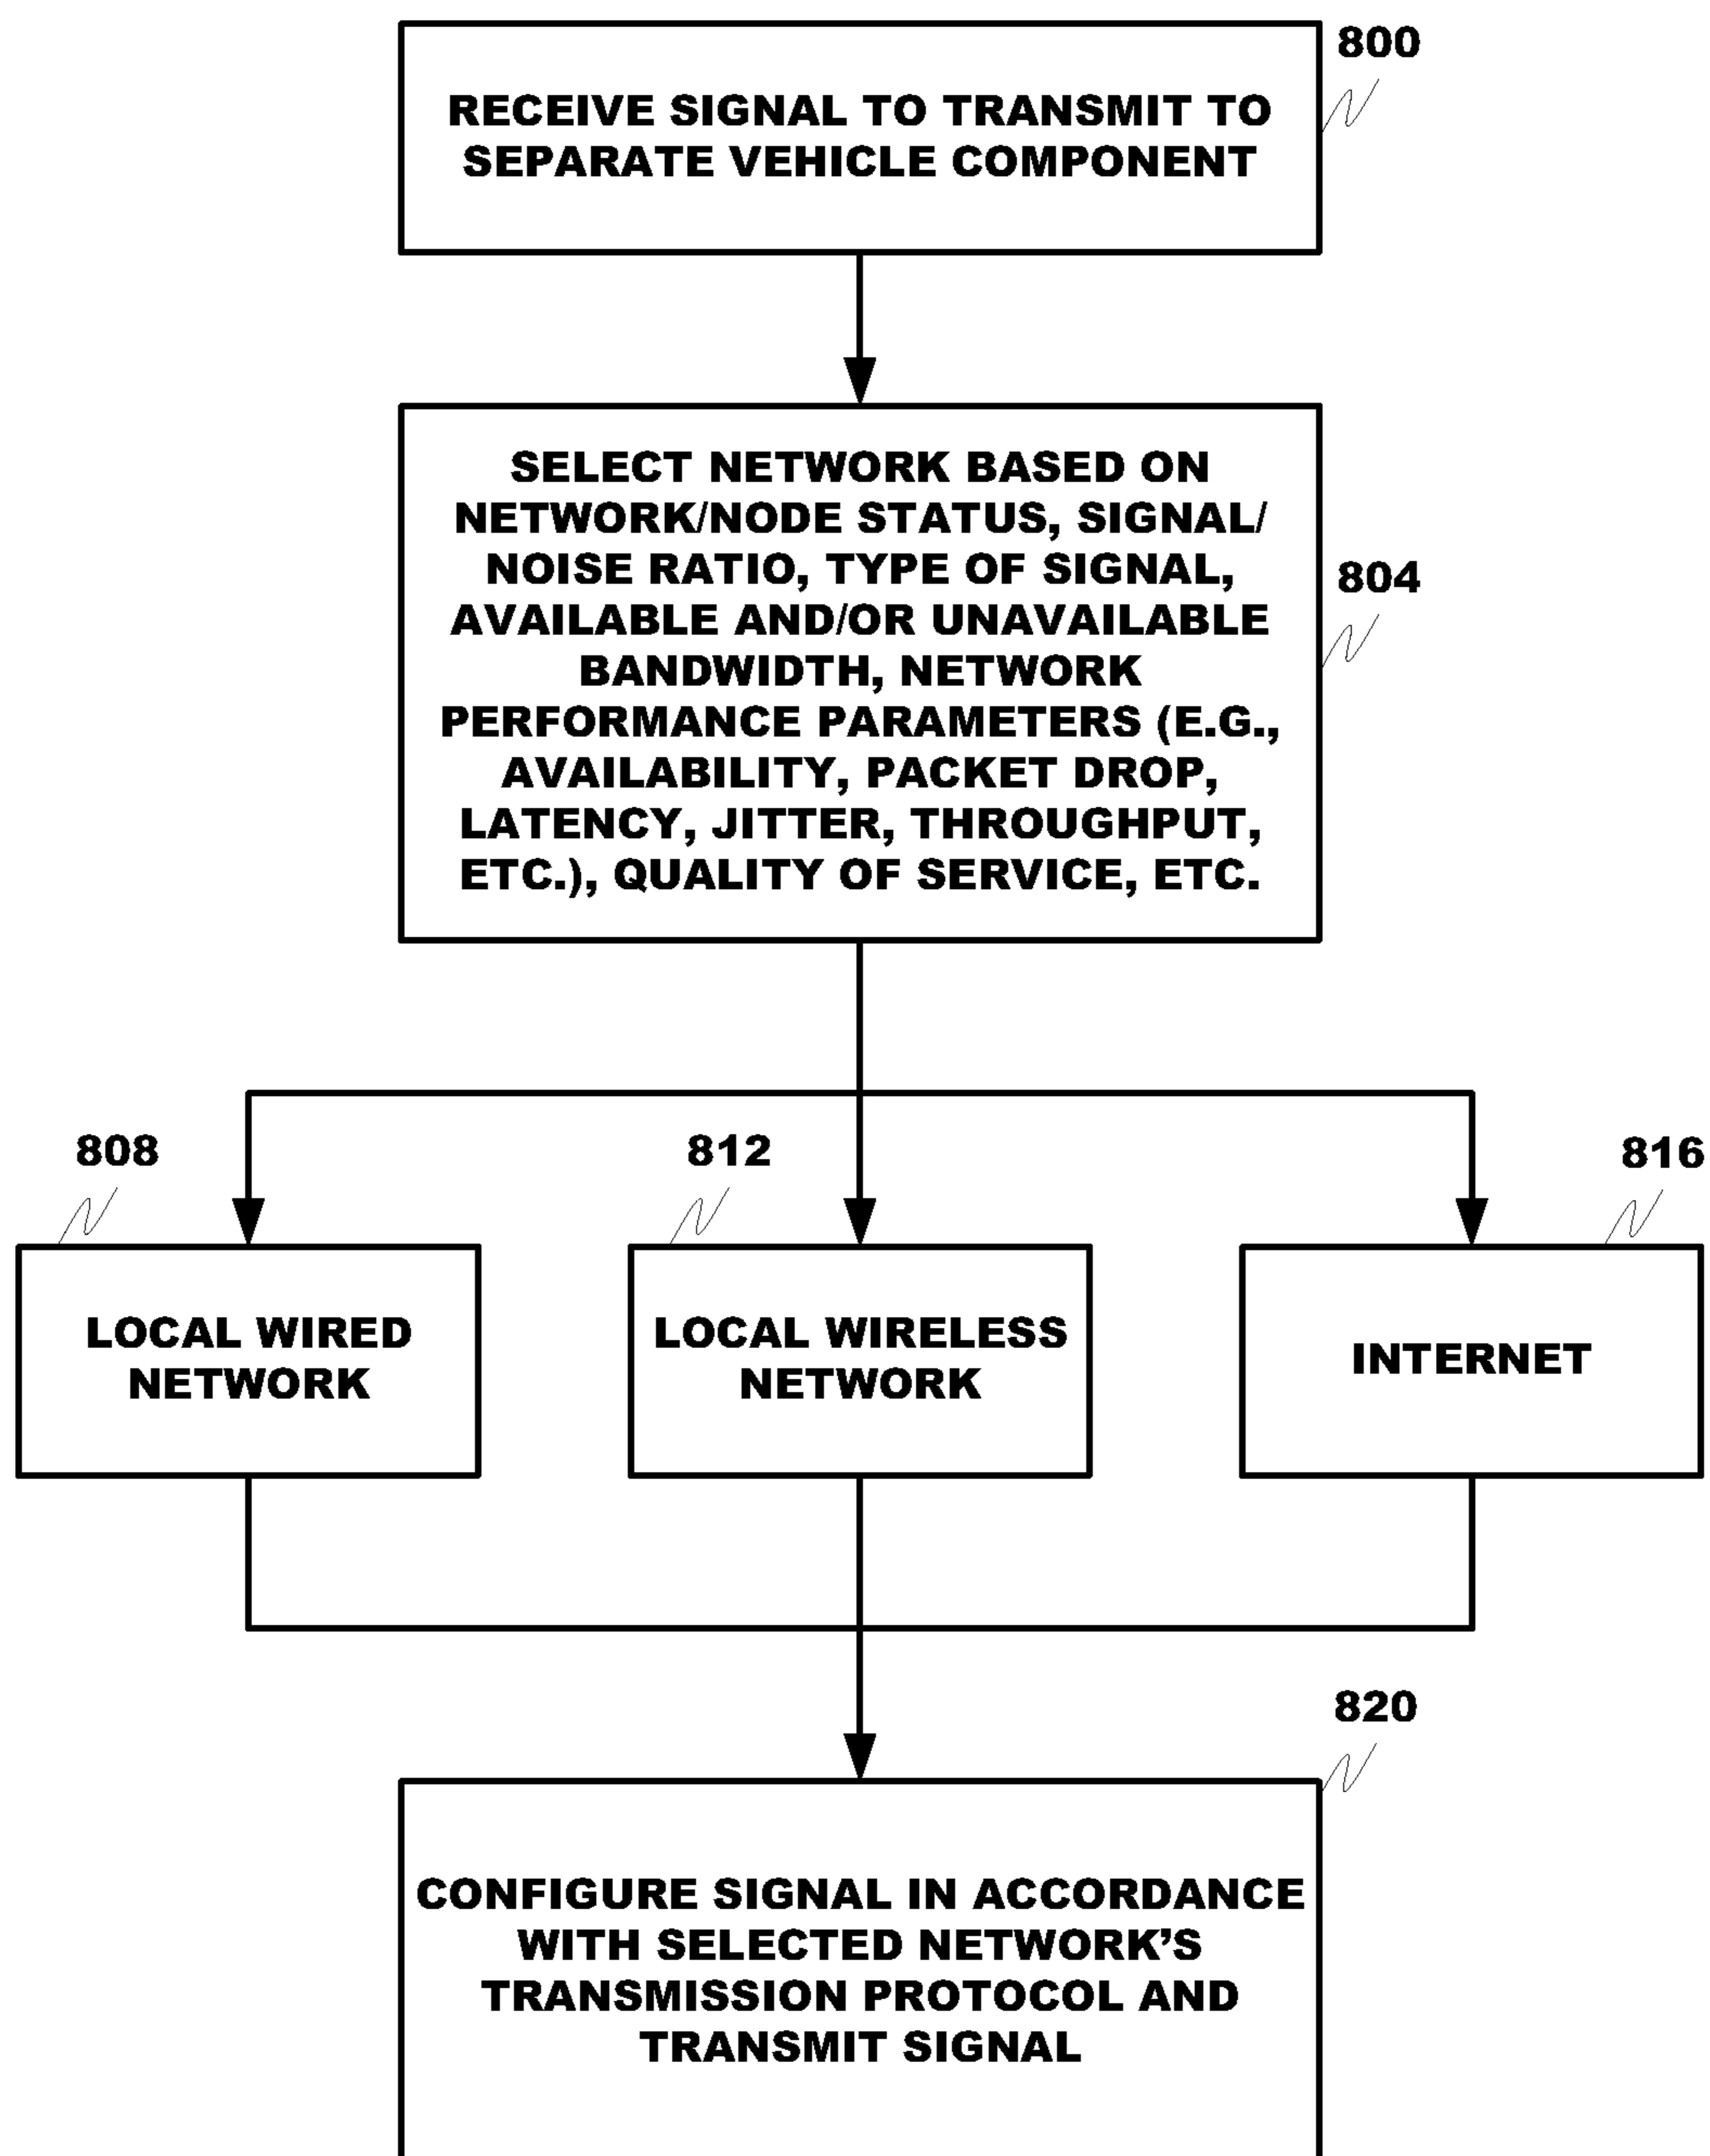 800
RECEIVE SIGNAL TO TRANSMIT TO
SEPARATE VEHICLE COMPONENT
SELECT NETWORK BASED ON
NETWORK/NODE STATUS, SIGNAL/
NOISE RATIO, TYPE OF SIGNAL,
AVAILABLE AND/OR UNAVAILABLE
BANDWIDTH, NETWORK
PERFORMANCE PARAMETERS (E.G.,
AVAILABILITY, PACKET DROP,
LATENCY, JITTER, THROUGHPUT,
ETC.), QUALITY OF SERVICE, ETC.
804
808
LOCAL WIRED
NETWORK
812
LOCAL WIRELESS
NETWORK
816
INTERNET
820
CONFIGURE SIGNAL IN ACCORDANCE
WITH SELECTED NETWORK’S
TRANSMISSION PROTOCOL AND
TRANSMIT SIGNAL